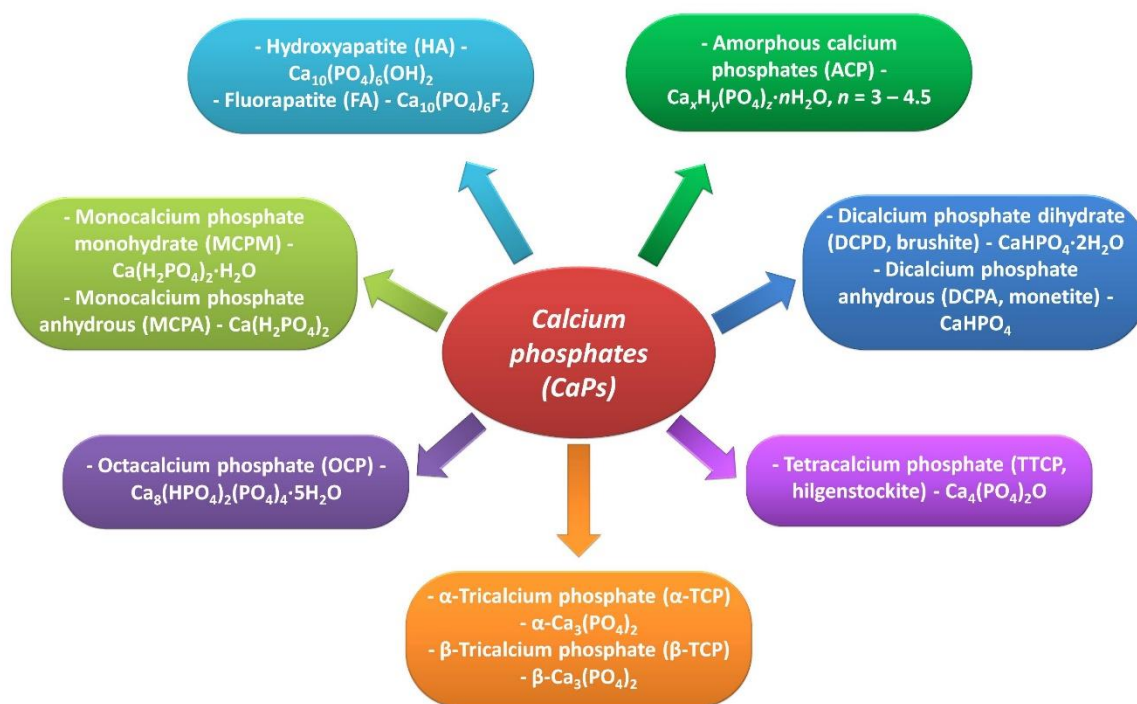 - Hydroxyapatite (HA) -
Ca₁₀(PO₄)₆(OH)₂
- Fluorapatite (FA) - Ca₁₀(PO₄)₆F₂
- Amorphous calcium
phosphates (ACP) -
CaₓHᵧ(PO₄)z·nH₂O, n = 3 – 4.5
- Monocalcium phosphate
monohydrate (MCPM) -
Ca(H₂PO₄)₂·H₂O
- Monocalcium phosphate
anhydrous (MCPA) - Ca(H₂PO₄)₂
- Dicalcium phosphate dihydrate
(DCPD, brushite) - CaHPO₄·2H₂O
- Dicalcium phosphate
anhydrous (DCPA, monetite) -
CaHPO₄
Calcium
phosphates
(CaPs)
- Octacalcium phosphate (OCP) -
Ca₈(HPO₄)₂(PO₄)₄·5H₂O
- Tetracalcium phosphate (TTCP,
hilgenstockite) - Ca₄(PO₄)₂O
- α-Tricalcium phosphate (α-TCP)
- α-Ca₃(PO₄)₂
- β-Tricalcium phosphate (β-TCP)
- β-Ca₃(PO₄)₂